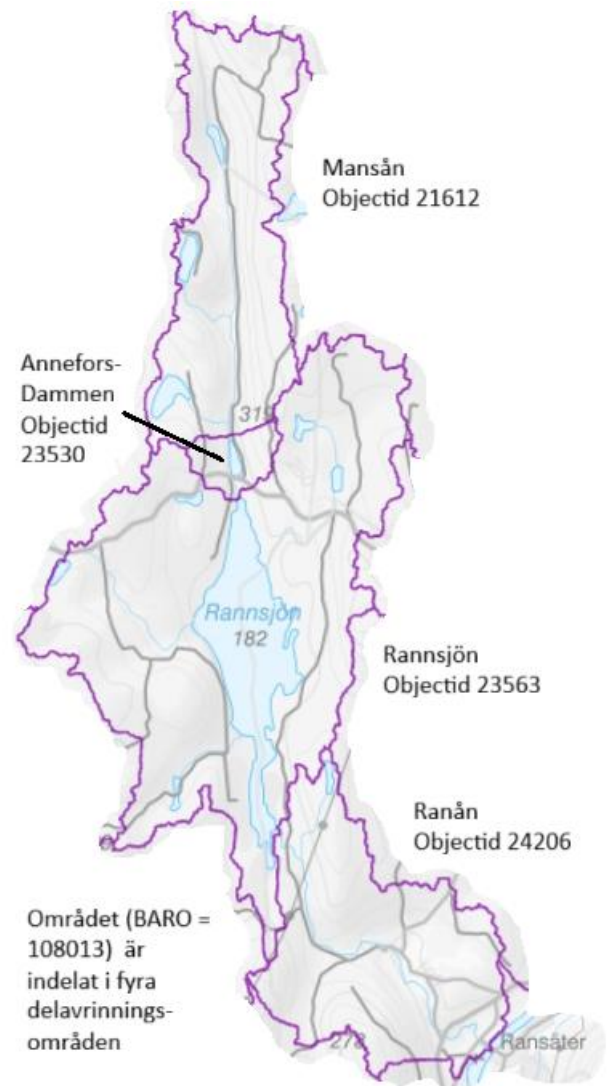 Mansån
Objectid 21612
Annefors-
Dammen
Objectid
23530
319
Rannsjön
182
Rannsjön
Objectid 23563
Ranån
Objectid 24206
Området (BARO =
108013) är
indelat i fyra
delavrinnings-
områden
278
Ransäter